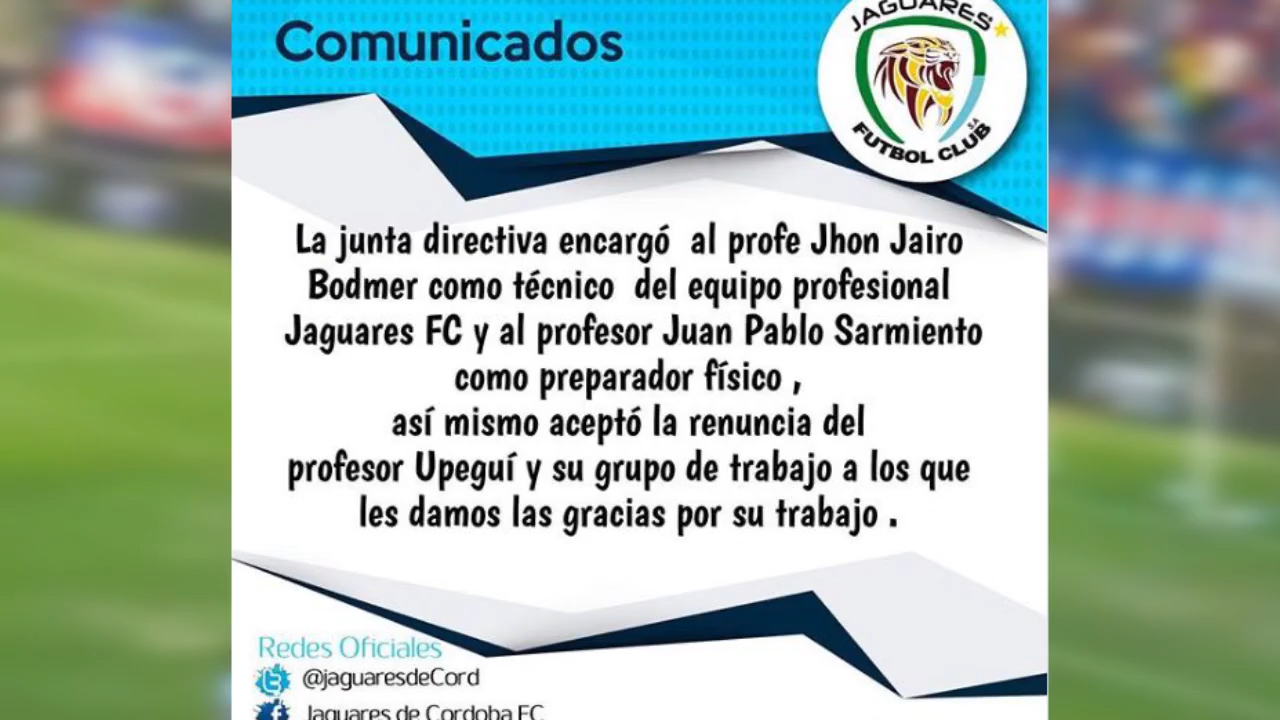 Comunicados
JAGUARES
FUTBOL CLUB
S.A
La junta directiva encargó al profe Jhon Jairo
Bodmer como técnico del equipo profesional
Jaguares FC y al profesor Juan Pablo Sarmiento
como preparador físico ,
así mismo aceptó la renuncia del
profesor Upeguí y su grupo de trabajo a los que
les damos las gracias por su trabajo .
Redes Oficiales
@jaguaresdeCord
Jaguares de Cordoba FC